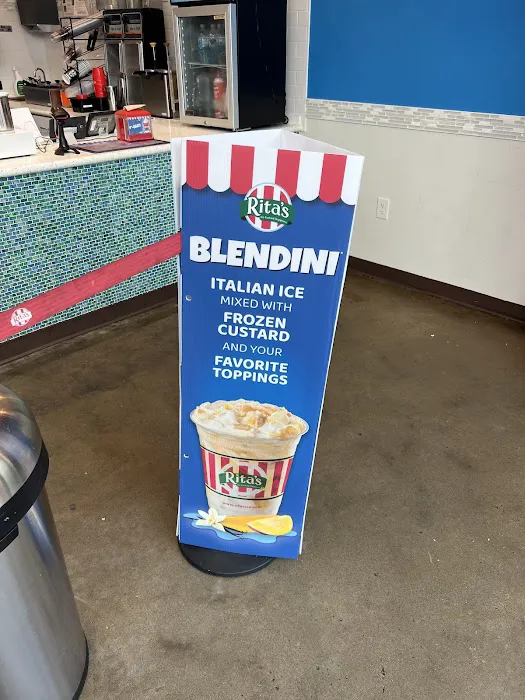 Rita's
BLENDINI
ITALIAN ICE
MIXED WITH
FROZEN
CUSTARD
AND YOUR
FAVORITE
TOPPINGS
Rita's